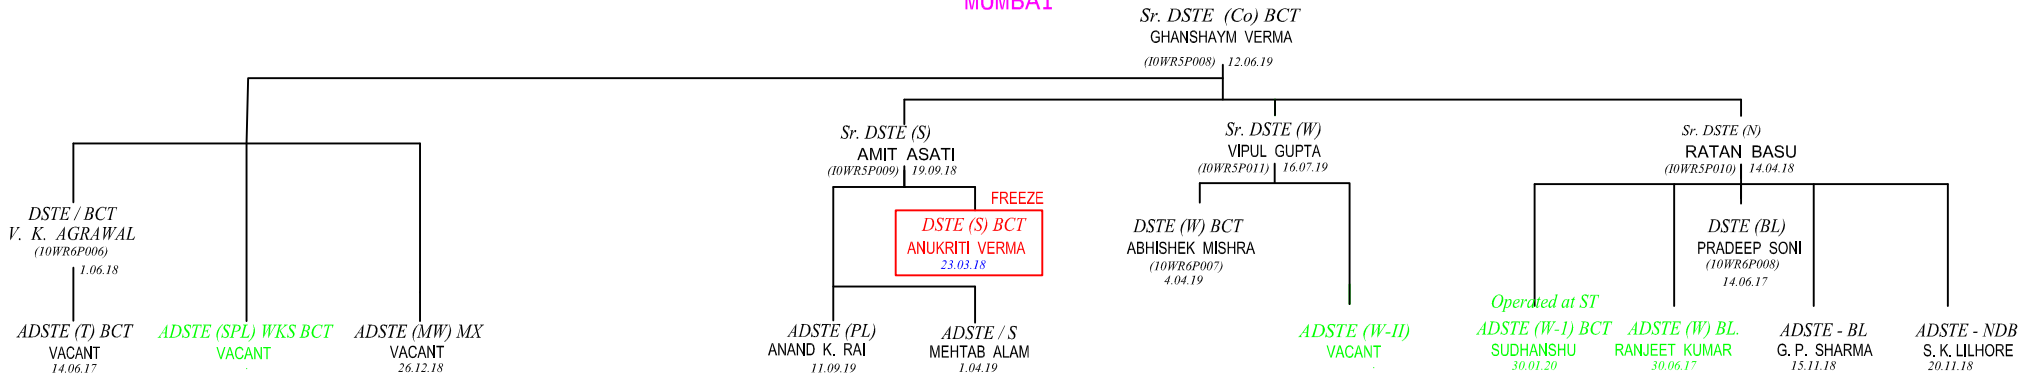 MUMBAI
Sr. DSTE (Co) BCT
GHANSHAYM VERMA
(I0WR5P008) 12.06.19
Sr. DSTE (S)
AMIT ASATI
(I0WR5P009) 19.09.18
Sr. DSTE (W)
VIPUL GUPTA
(I0WR5P011) 16.07.19
Sr. DSTE (N)
RATAN BASU
(I0WR5P010) 14.04.18
DSTE / BCT
V. K. AGRAWAL
(10WR6P006)
1.06.18
FREEZE
DSTE (S) BCT
ANUKRITI VERMA
23.03.18
DSTE (W) BCT
ABHISHEK MISHRA
(10WR6P007)
4.04.19
DSTE (BL)
PRADEEP SONI
(10WR6P008)
14.06.17
ADSTE (T) BCT
VACANT
14.06.17
ADSTE (SPL) WKS BCT
VACANT
ADSTE (MW) MX
VACANT
26.12.18
ADSTE (PL)
ANAND K. RAI
11.09.19
ADSTE / S
MEHTAB ALAM
1.04.19
ADSTE (W-II)
VACANT
Operated at ST
ADSTE (W-I) BCT
SUDHANSHU
30.01.20
ADSTE (W) BL.
RANJEET KUMAR
30.06.17
ADSTE - BL
G. P. SHARMA
15.11.18
ADSTE - NDB
S. K. LILHORE
20.11.18